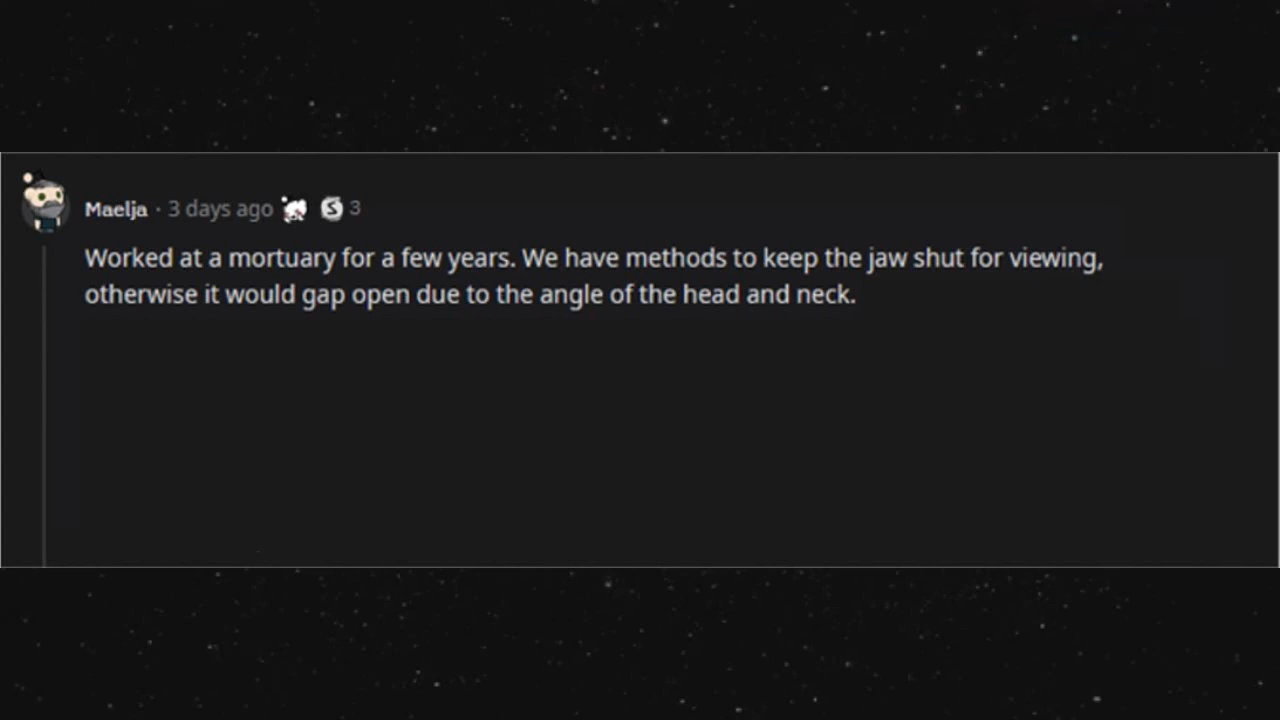 Maelja · 3 days ago S 3
Worked at a mortuary for a few years. We have methods to keep the jaw shut for viewing,
otherwise it would gap open due to the angle of the head and neck.